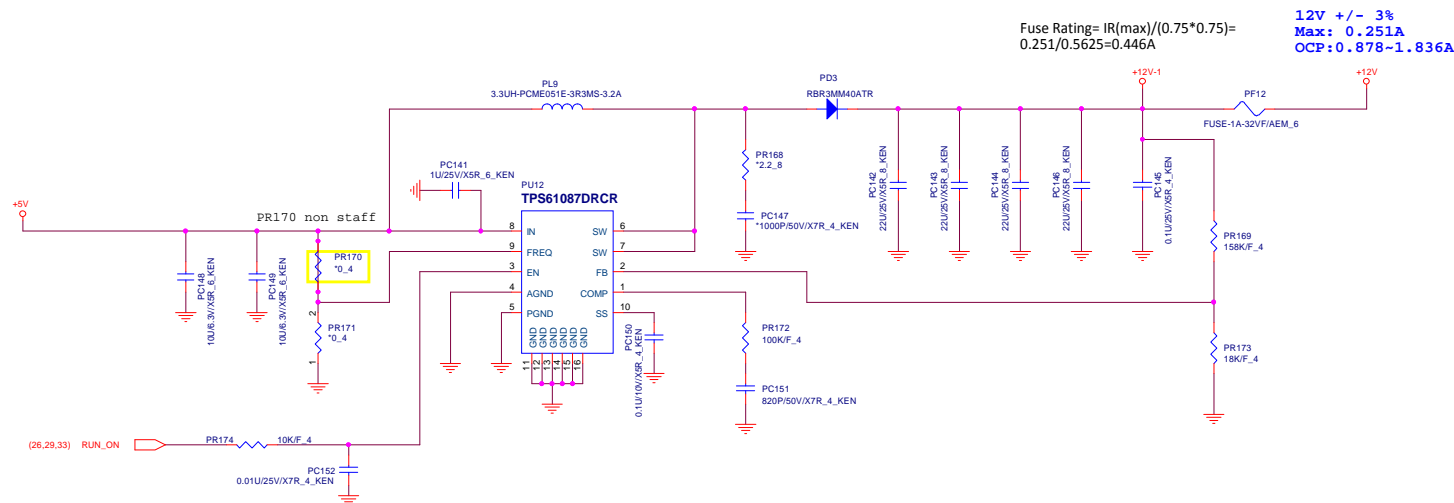 Fuse Rating= IR(max)/(0.75*0.75)=
0.251/0.5625=0.446A
12V +/- 3%
Max: 0.251A
OCP:0.878~1.836A
+12V-1
+12V
PL9
3.3UH-PCME051E-3R3MS-3.2A
PD3
RBR3MM40ATR
PF12
FUSE-1A-32VF/AEM_6
PC141
1U/25V/X5R_6_KEN
PR168
*2.2_8
PC142
22U/25V/X5R_8_KEN
PC143
22U/25V/X5R_8_KEN
PC144
22U/25V/X5R_8_KEN
PC146
22U/25V/X5R_8_KEN
PC145
0.1U/25V/X5R_4_KEN
PU12
TPS61087DRCR
+5V
PR170 non staff
PC147
*1000P/50V/X7R_4_KEN
8 IN
9 FREQ
3 EN
4 AGND
5 PGND
SW 6
SW 7
FB 2
COMP 1
SS 10
GND GND GND GND GND GND
11 12 13 14 15 16
PR170
*0_4
PC148
10U/6.3V/X5R_6_KEN
PC149
10U/6.3V/X5R_6_KEN
2
PR171
*0_4
1
PR169
158K/F_4
PC150
0.1U/10V/X5R_4_KEN
PR172
100K/F_4
PR173
18K/F_4
PC151
820P/50V/X7R_4_KEN
(26,29,33) RUN_ON
PR174
10K/F_4
PC152
0.01U/25V/X7R_4_KEN